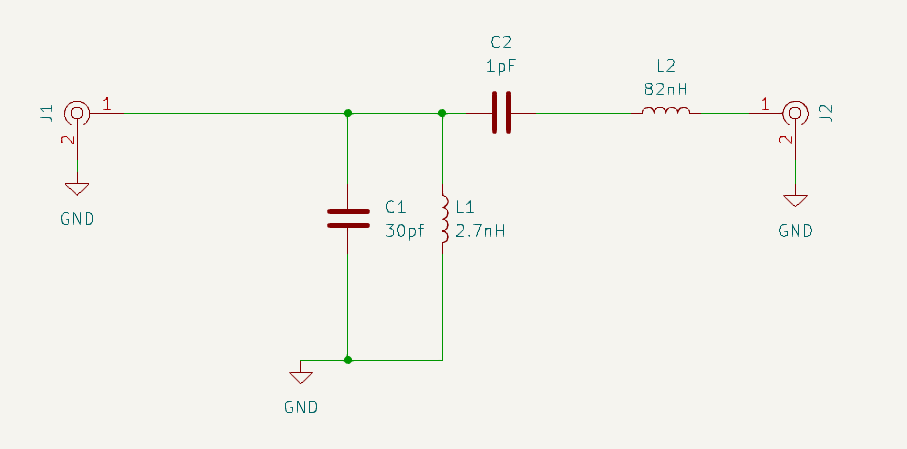 C2
1pF
L2
82nH
J1
1
1
J2
2
2
GND
C1
30pf
L1
2.7nH
GND
GND